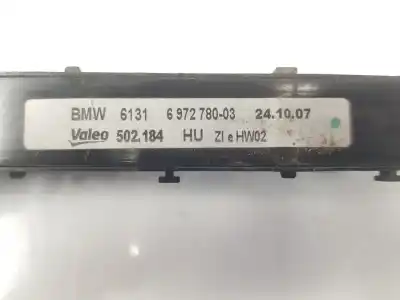 BMW 6131 6 972 780-03 24.10.07
Valeo 502.184 HU ZI e HW02